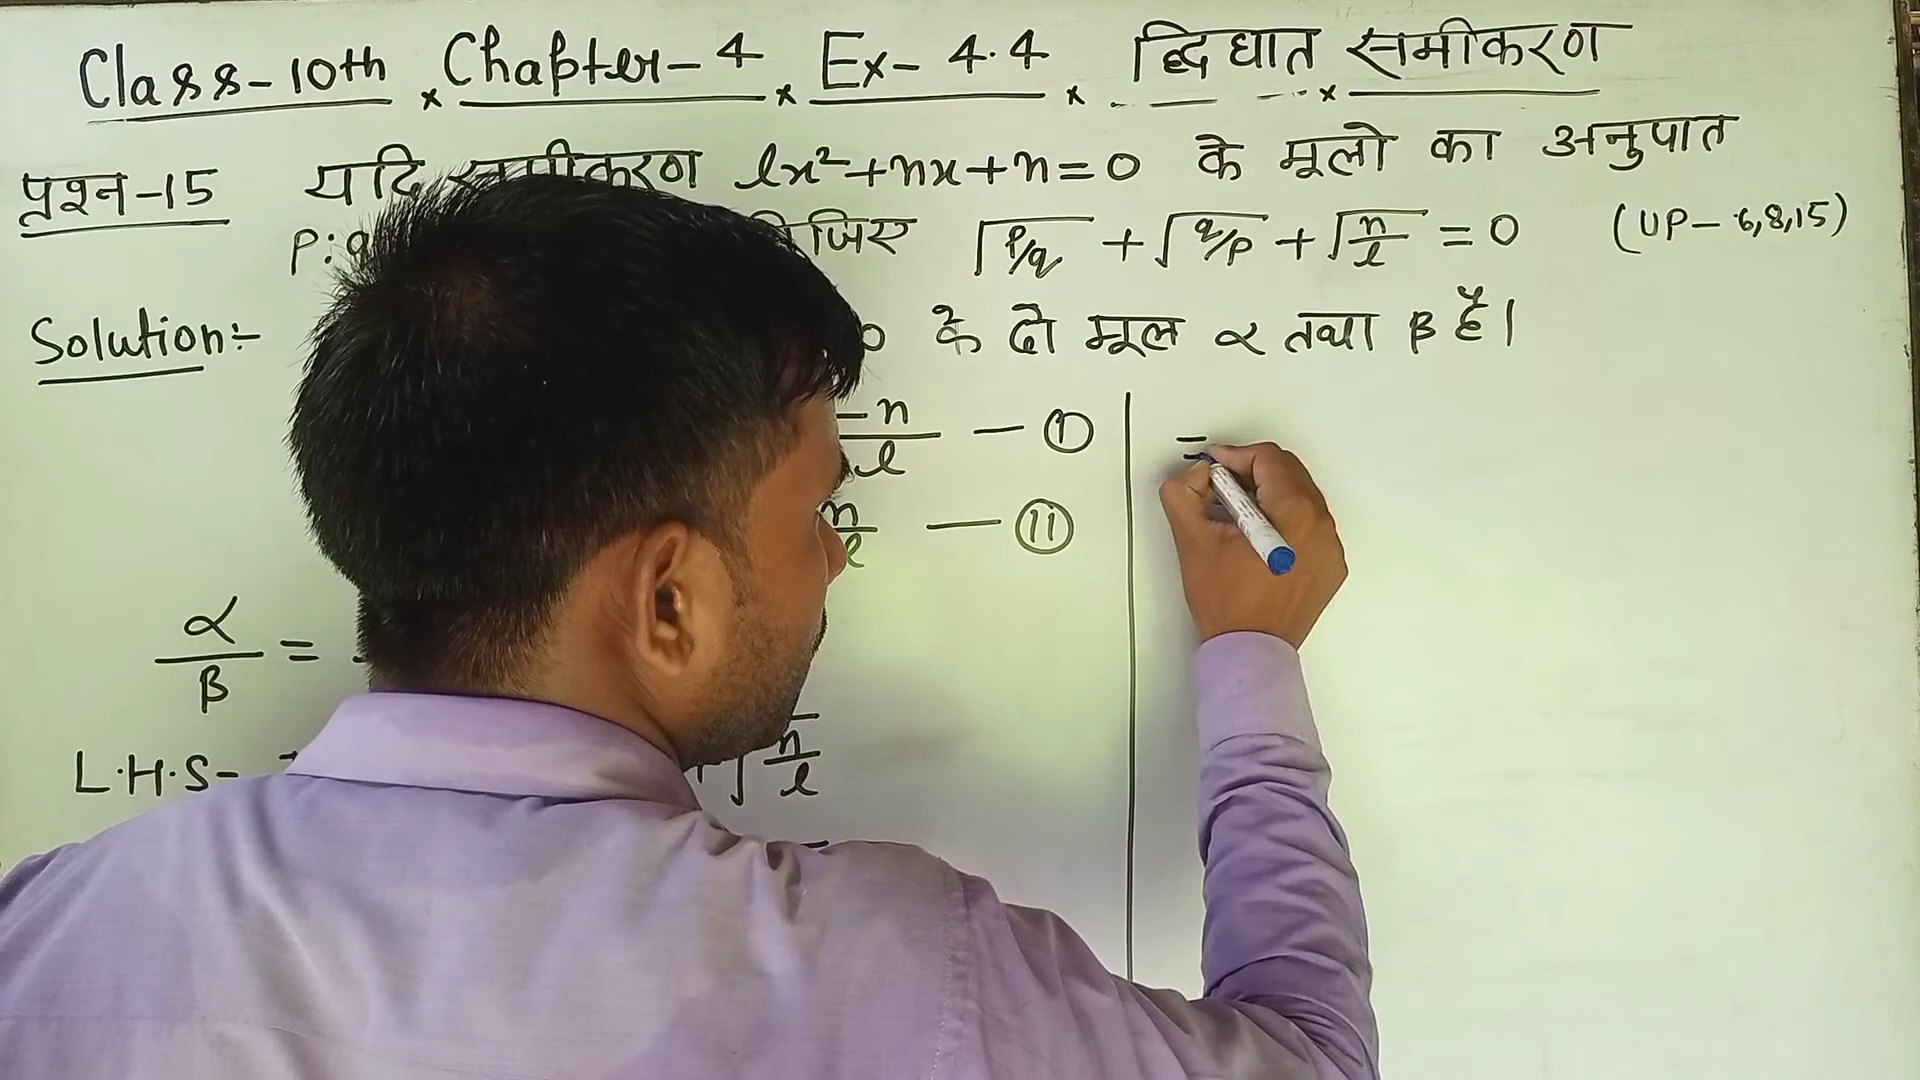 Class-10th × Chapter-4 × Ex-4.4 × द्विघात × समीकरण
प्रश्न-15 यदि समीकरण lx²+nx+n=0 के मूलो का अनुपात
p:q √p/q + √q/p + √n/l = 0 (UP-6,8,15)
Solution:- 0 के दो मूल α तथा β हैं।
-n/l — ①
= n/l — ⑪
α/β =
L.H.S- + √n/l